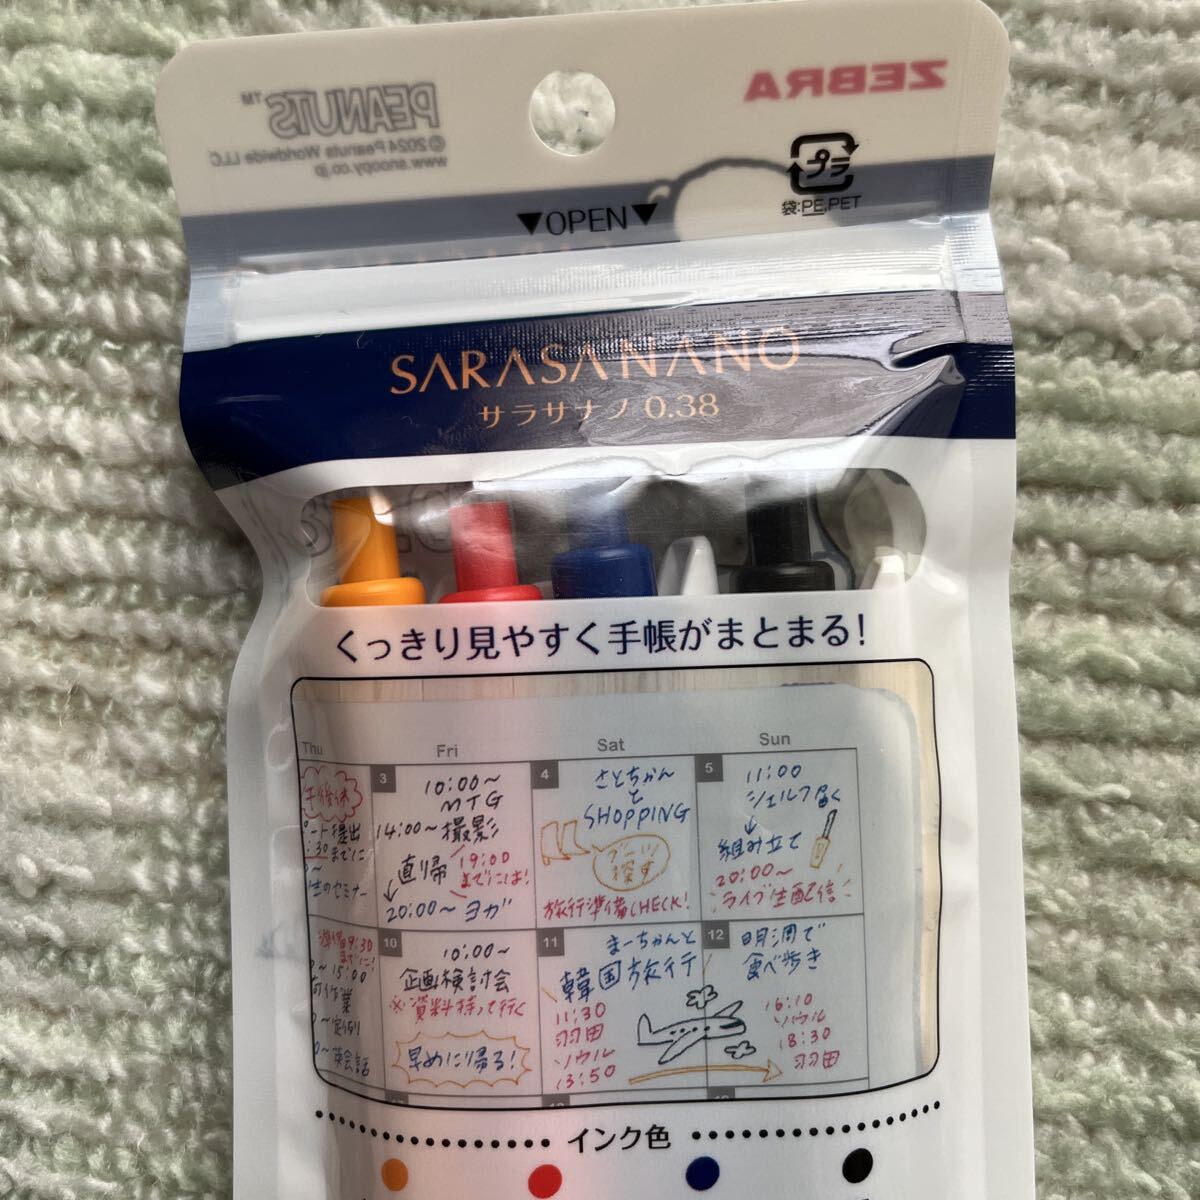 ZEBRA
PEANUTS™
©2024 Peanuts Worldwide LLC
www.snoopy.co.jp
プラ
袋:PE,PET
▼OPEN▼
SARASA NANO
サラサナノ 0.38
くっきり見やすく手帳がまとまる!
Thu Fri Sat Sun
午後休
3
10:00～
MTG
14:00～撮影
直帰
19:00
までには!
20:00～ヨガ
4
さとちゃん
と
SHOPPING
ブーツ
探す
旅行準備CHECK!
5
11:00
シェルフ届く
組み立て
20:00～
ライブ生配信
10
10:00～
企画検討会
※資料持って行く
早めに帰る!
11
まーちゃんと
韓国旅行
11:30
羽田
ソウル
13:50
12
明洞で
食べ歩き
16:10
ソウル
18:30
羽田
インク色